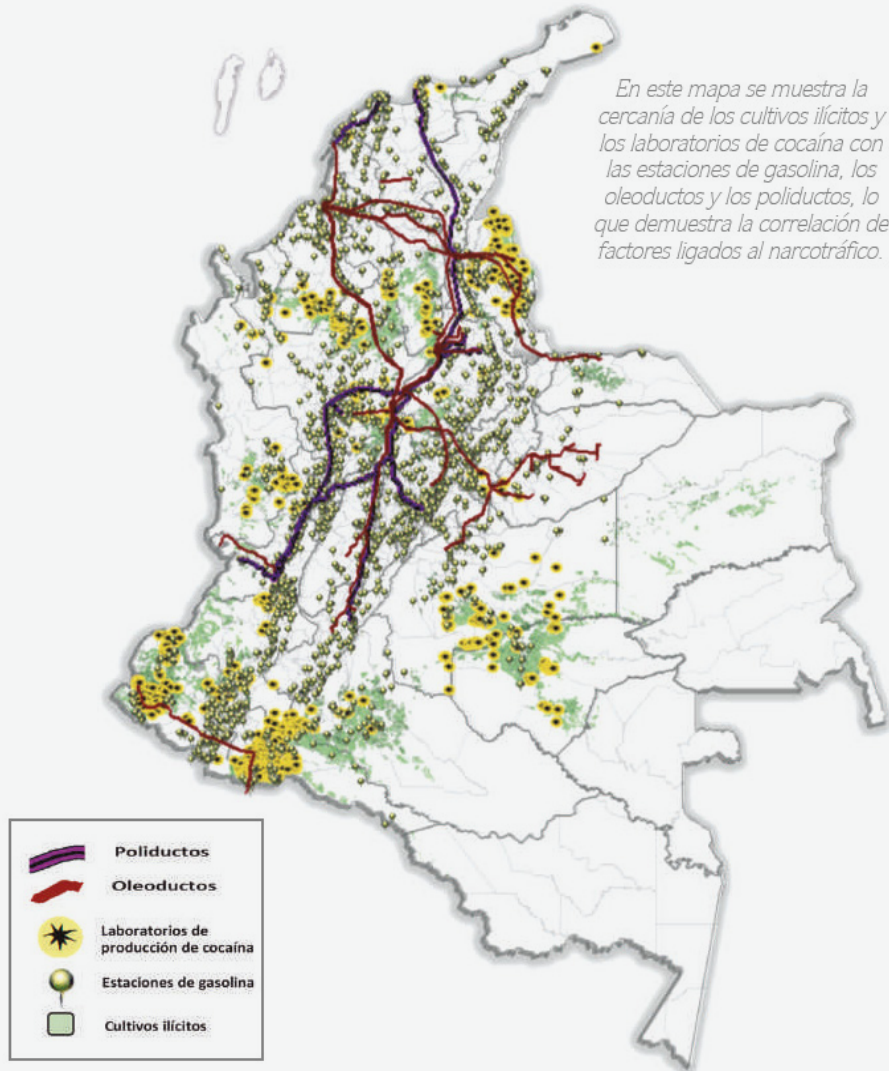 En este mapa se muestra la
cercanía de los cultivos ilícitos y
los laboratorios de cocaína con
las estaciones de gasolina, los
oleoductos y los poliductos, lo
que demuestra la correlación de
factores ligados al narcotráfico.
Poliductos
Oleoductos
Laboratorios de
producción de cocaína
Estaciones de gasolina
Cultivos ilícitos